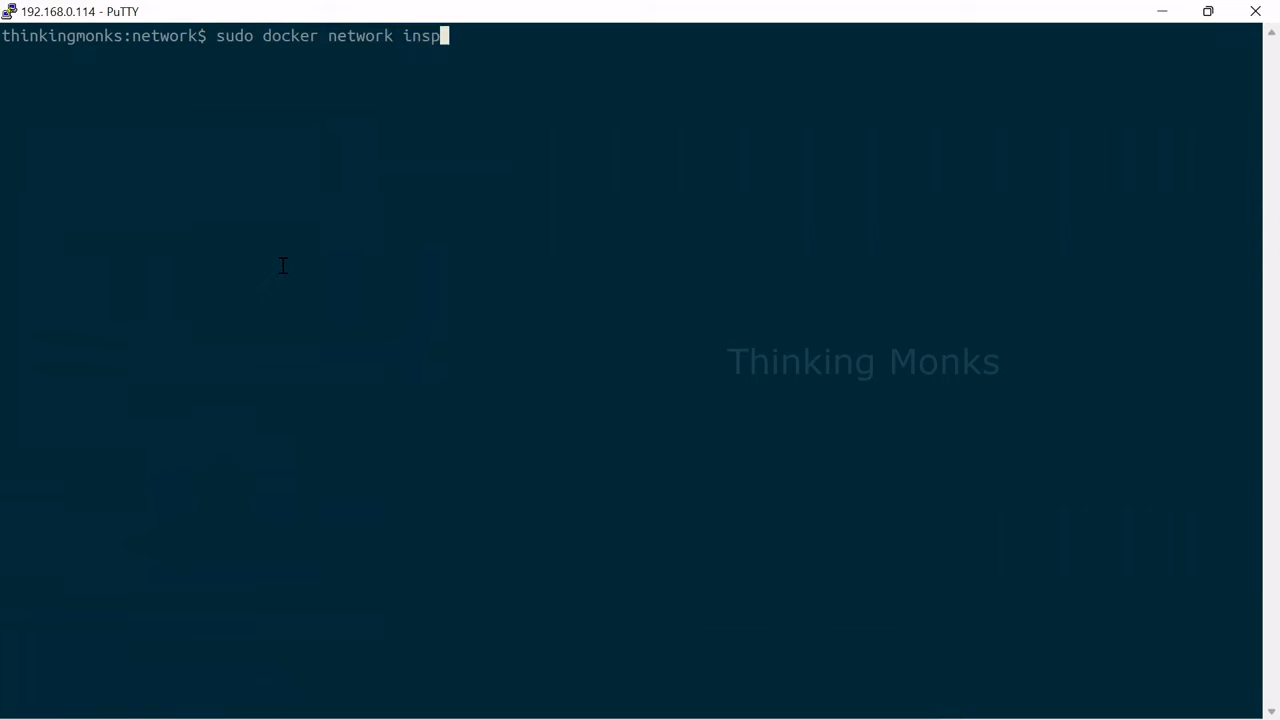 192.168.0.114 - PuTTY
thinkingmonks:network$ sudo docker network insp
Thinking Monks